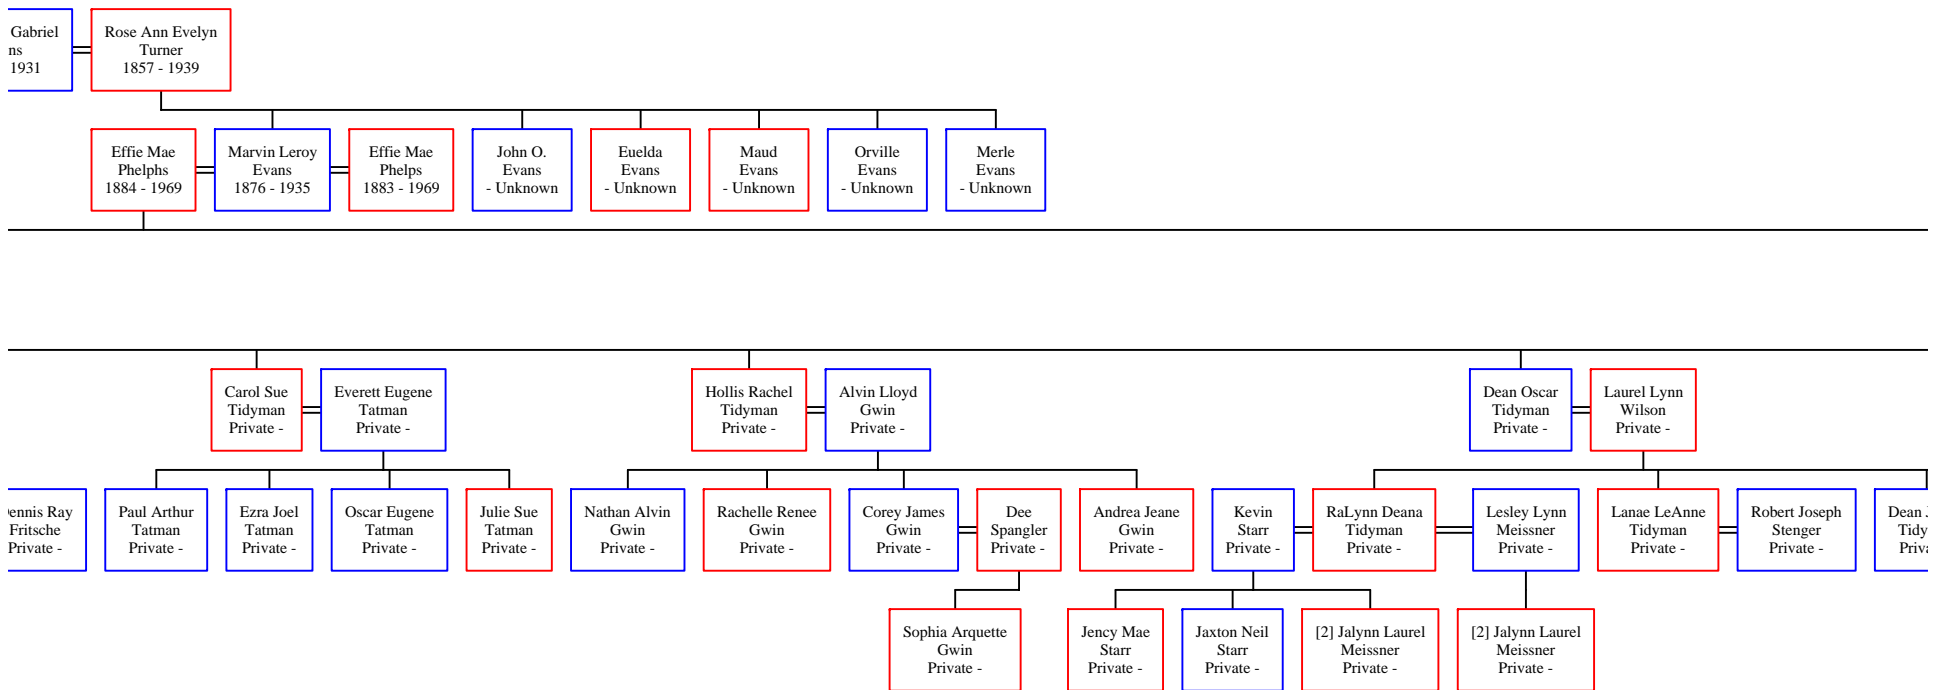 Gabriel
ns
1931
Rose Ann Evelyn
Turner
1857 - 1939
Effie Mae
Phelphs
1884 - 1969
Marvin Leroy
Evans
1876 - 1935
Effie Mae
Phelps
1883 - 1969
John O.
Evans
- Unknown
Euelda
Evans
- Unknown
Maud
Evans
- Unknown
Orville
Evans
- Unknown
Merle
Evans
- Unknown
Carol Sue
Tidyman
Private -
Everett Eugene
Tatman
Private -
Hollis Rachel
Tidyman
Private -
Alvin Lloyd
Gwin
Private -
Dean Oscar
Tidyman
Private -
Laurel Lynn
Wilson
Private -
ennis Ray
Fritsche
Private -
Paul Arthur
Tatman
Private -
Ezra Joel
Tatman
Private -
Oscar Eugene
Tatman
Private -
Julie Sue
Tatman
Private -
Nathan Alvin
Gwin
Private -
Rachelle Renee
Gwin
Private -
Corey James
Gwin
Private -
Dee
Spangler
Private -
Andrea Jeane
Gwin
Private -
Kevin
Starr
Private -
RaLynn Deana
Tidyman
Private -
Lesley Lynn
Meissner
Private -
Lanae LeAnne
Tidyman
Private -
Robert Joseph
Stenger
Private -
Dean J
Tidy
Priva
Sophia Arquette
Gwin
Private -
Jency Mae
Starr
Private -
Jaxton Neil
Starr
Private -
[2] Jalynn Laurel
Meissner
Private -
[2] Jalynn Laurel
Meissner
Private -